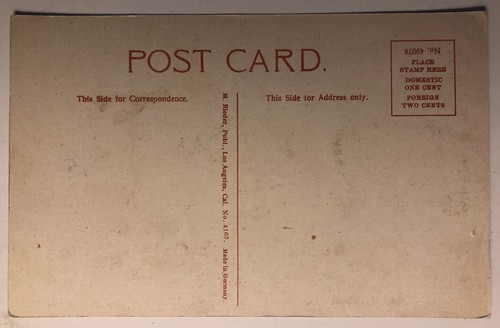 POST CARD.
This Side for Correspondence.
M. Rieder, Publ., Los Angeles, Cal. No. 4107. Made in Germany
This Side for Address only.
No. 49078
PLACE
STAMP HERE
DOMESTIC
ONE CENT
FOREIGN
TWO CENTS